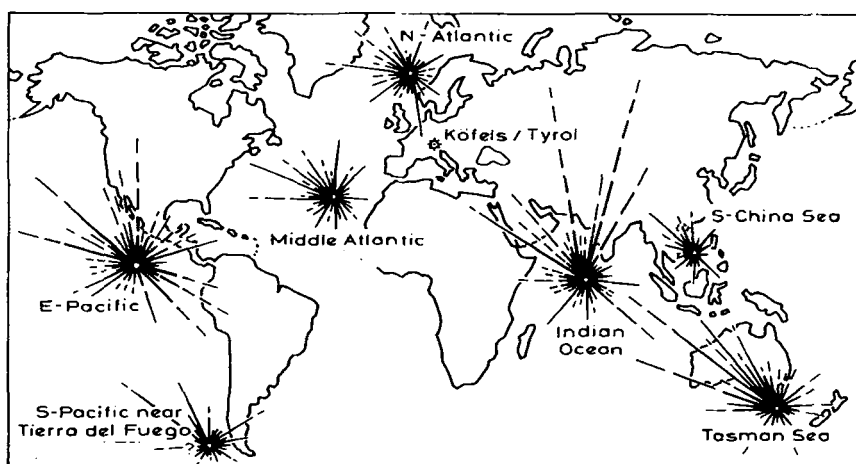 N-Atlantic
Köfels / Tyrol
S-China Sea
Middle Atlantic
E-Pacific
Indian
Ocean
S-Pacific near
Tierra del Fuego
Tasman Sea